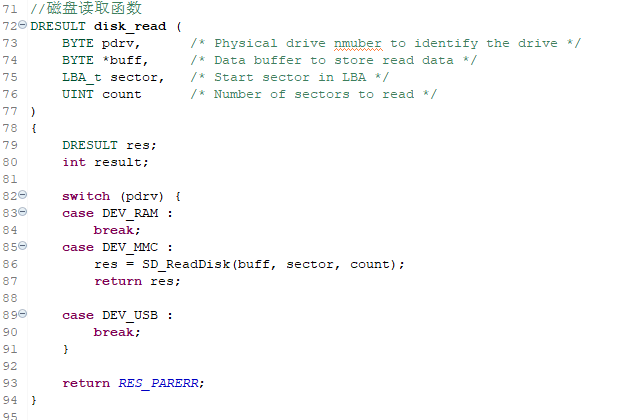 71 //磁盘读取函数
72 DRESULT disk_read (
73     BYTE pdrv,      /* Physical drive nmuber to identify the drive */
74     BYTE *buff,     /* Data buffer to store read data */
75     LBA_t sector,   /* Start sector in LBA */
76     UINT count      /* Number of sectors to read */
77 )
78 {
79     DRESULT res;
80     int result;
81
82     switch (pdrv) {
83     case DEV_RAM :
84         break;
85     case DEV_MMC :
86         res = SD_ReadDisk(buff, sector, count);
87         return res;
88
89     case DEV_USB :
90         break;
91     }
92
93     return RES_PARERR;
94 }
95